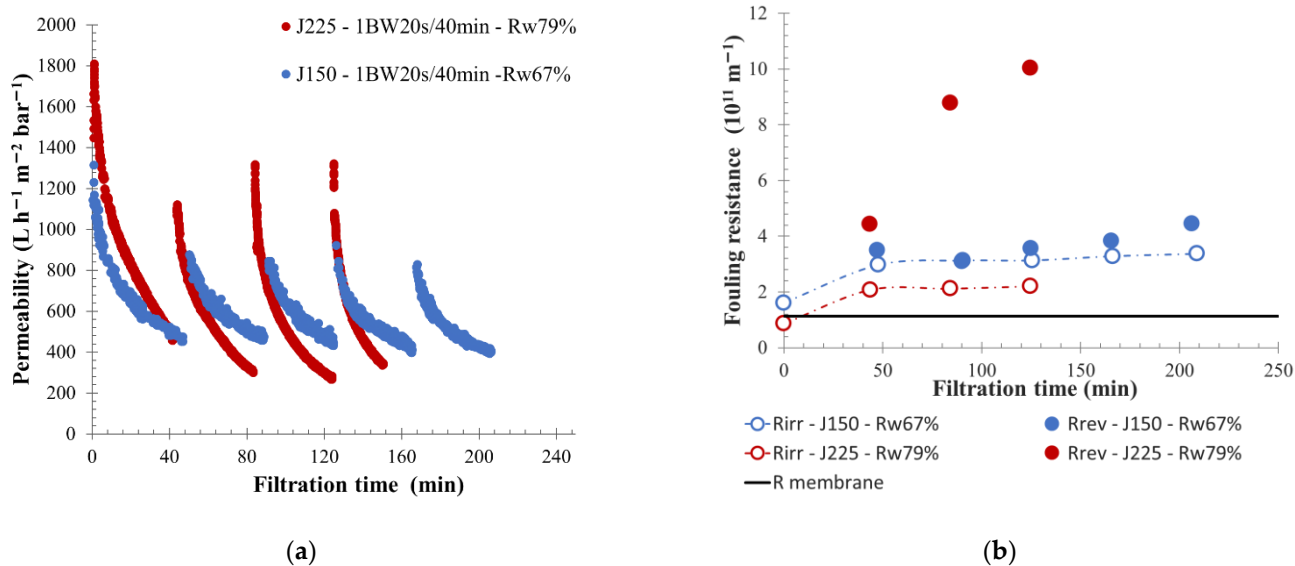 2000
1800
1600
1400
1200
1000
800
600
400
200
0
Permeability (L h⁻¹ m⁻² bar⁻¹)
J225 - 1BW20s/40min - Rw79%
J150 - 1BW20s/40min -Rw67%
0 40 80 120 160 200 240
Filtration time (min)
(a)
12
10
8
6
4
2
0
Fouling resistance (10¹¹ m⁻¹)
0 50 100 150 200 250
Filtration time (min)
Rirr - J150 - Rw67% Rrev - J150 - Rw67%
Rirr - J225 - Rw79% Rrev - J225 - Rw79%
R membrane
(b)